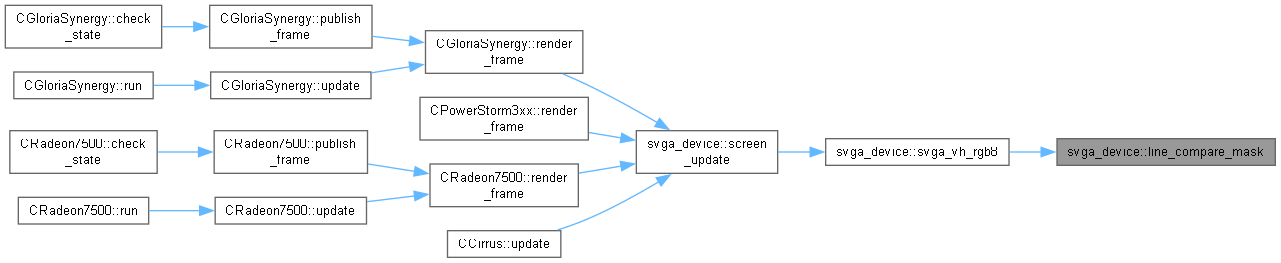 CGloriaSynergy::check
_state
CGloriaSynergy::publish
_frame
CGloriaSynergy::render
_frame
CGloriaSynergy::run
CGloriaSynergy::update
CPowerStorm3xx::render
_frame
CRadeon7500::check
_state
CRadeon7500::publish
_frame
svga_device::screen
_update
svga_device::svga_vh_rgb8
svga_device::line_compare_mask
CRadeon7500::render
_frame
CRadeon7500::run
CRadeon7500::update
CCirrus::update